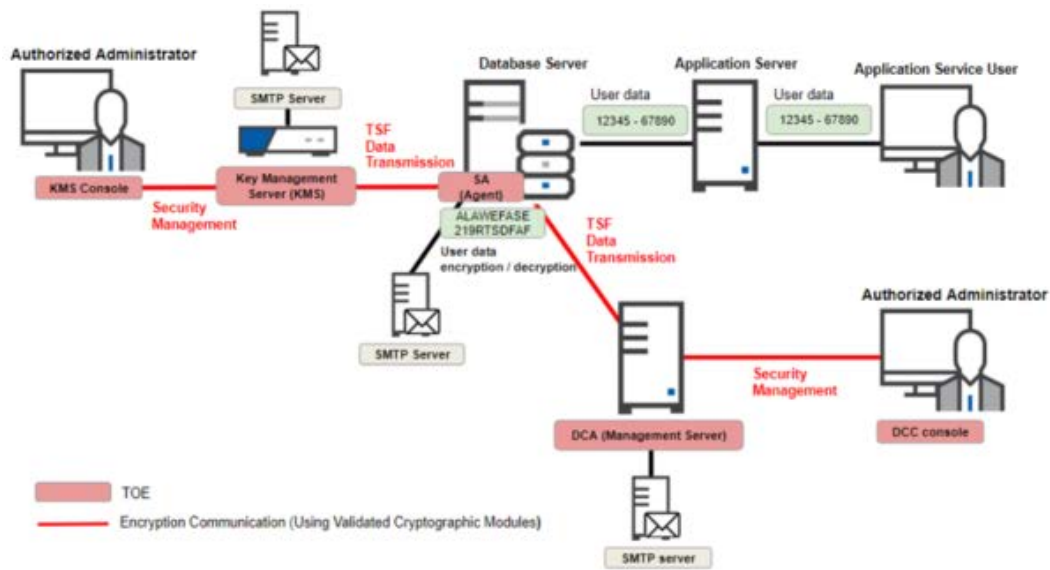 Authorized Administrator
SMTP Server
KMS Console
Security
Management
Key Management
Server (KMS)
TSF
Data
Transmission
Database Server
SA
(Agent)
ALAWEFASE
219RTSDFAF
User data
encryption / decryption
SMTP Server
User data
12345 - 67890
Application Server
User data
12345 - 67890
Application Service User
TSF
Data
Transmission
DCA (Management Server)
SMTP server
Security
Management
Authorized Administrator
DCC console
TOE
Encryption Communication (Using Validated Cryptographic Modules)